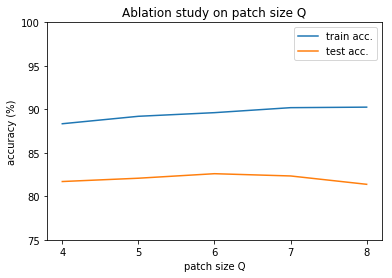 Ablation study on patch size Q
train acc.
test acc.
accuracy (%)
100
95
90
85
80
75
4 5 6 7 8
patch size Q